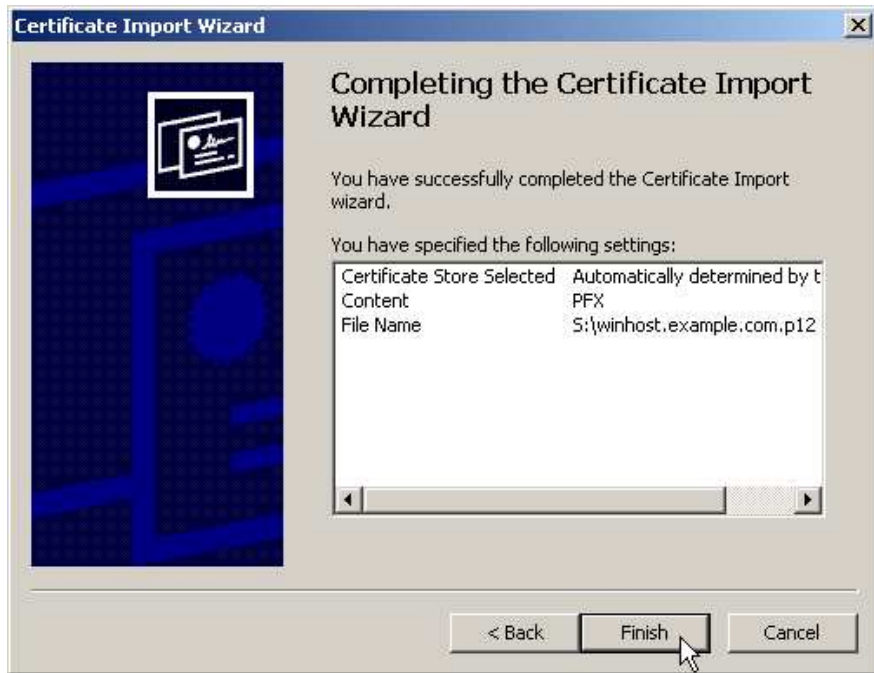 Certificate Import Wizard
Completing the Certificate Import
Wizard
You have successfully completed the Certificate Import
wizard.
You have specified the following settings:
Certificate Store Selected Automatically determined by t
Content PFX
File Name S:\winhost.example.com.p12
< Back Finish Cancel